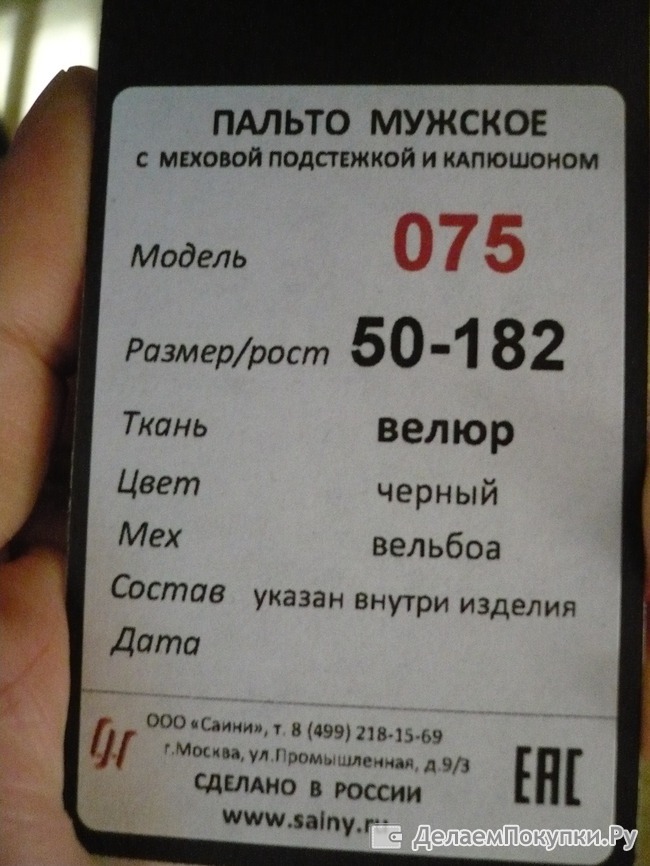 ПАЛЬТО МУЖСКОЕ
С МЕХОВОЙ ПОДСТЕЖКОЙ И КАПЮШОНОМ
Модель 075
Размер/рост 50-182
Ткань велюр
Цвет черный
Мех вельбоа
Состав указан внутри изделия
Дата
ООО «Саини», т. 8 (499) 218-15-69
г.Москва, ул.Промышленная, д.9/3
СДЕЛАНО В РОССИИ
www.sainy.ru
EAC
ДелаемПокупки.Ру